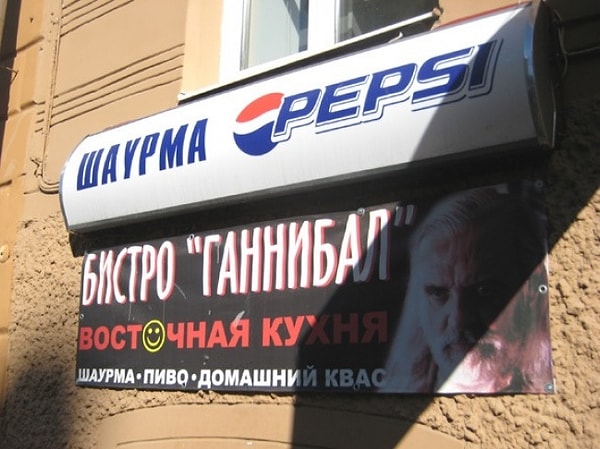 ШАУРМА PEPSI
БИСТРО "ГАННИБАЛ"
ВОСТОЧНАЯ КУХНЯ
ШАУРМА•ПИВО•ДОМАШНИЙ КВАС